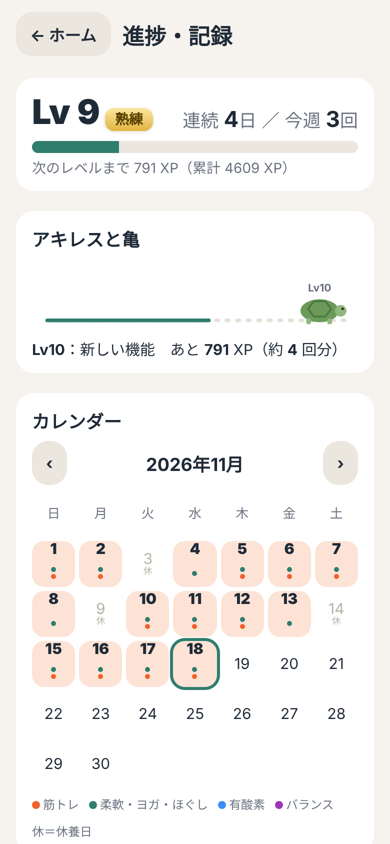 ← ホーム 進捗・記録
Lv 9 熟練 連続 4日 ／ 今週 3回
次のレベルまで 791 XP（累計 4609 XP）
アキレスと亀
Lv10
Lv10：新しい機能 あと 791 XP（約 4 回分）
カレンダー
‹ 2026年11月 ›
日 月 火 水 木 金 土
1 2 3 4 5 6 7
休
8 9 10 11 12 13 14
休 休
15 16 17 18 19 20 21
22 23 24 25 26 27 28
29 30
筋トレ 柔軟・ヨガ・ほぐし 有酸素 バランス
休＝休養日